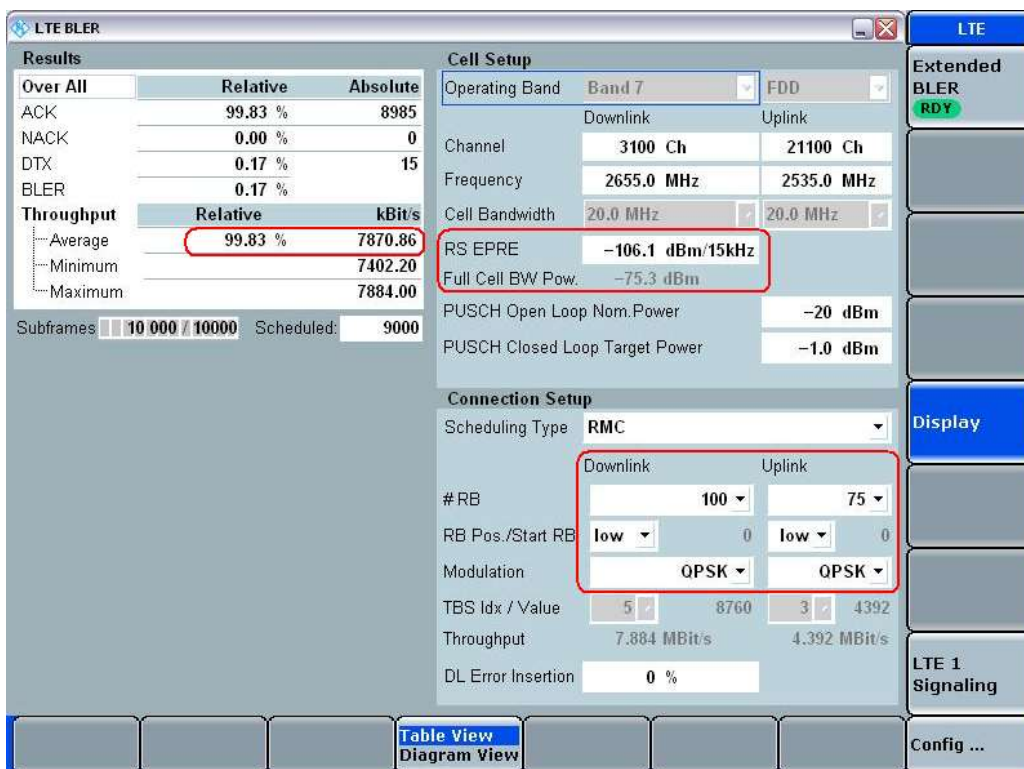 LTE BLER
Results
Over All Relative Absolute
ACK 99.83 % 8985
NACK 0.00 % 0
DTX 0.17 % 15
BLER 0.17 %
Throughput Relative kBit/s
Average 99.83 % 7870.86
Minimum 7402.20
Maximum 7884.00
Subframes 10 000 / 10000 Scheduled: 9000
Cell Setup
Operating Band Band 7 FDD
Downlink Uplink
Channel 3100 Ch 21100 Ch
Frequency 2655.0 MHz 2535.0 MHz
Cell Bandwidth 20.0 MHz 20.0 MHz
RS EPRE −106.1 dBm/15kHz
Full Cell BW Pow. −75.3 dBm
PUSCH Open Loop Nom.Power −20 dBm
PUSCH Closed Loop Target Power −1.0 dBm
Connection Setup
Scheduling Type RMC
Downlink Uplink
# RB 100 75
RB Pos./Start RB low 0 low 0
Modulation QPSK QPSK
TBS Idx / Value 5 8760 3 4392
Throughput 7.884 MBit/s 4.392 MBit/s
DL Error Insertion 0 %
LTE
Extended
BLER
RDY
Display
LTE 1
Signaling
Table View
Diagram View
Config ...